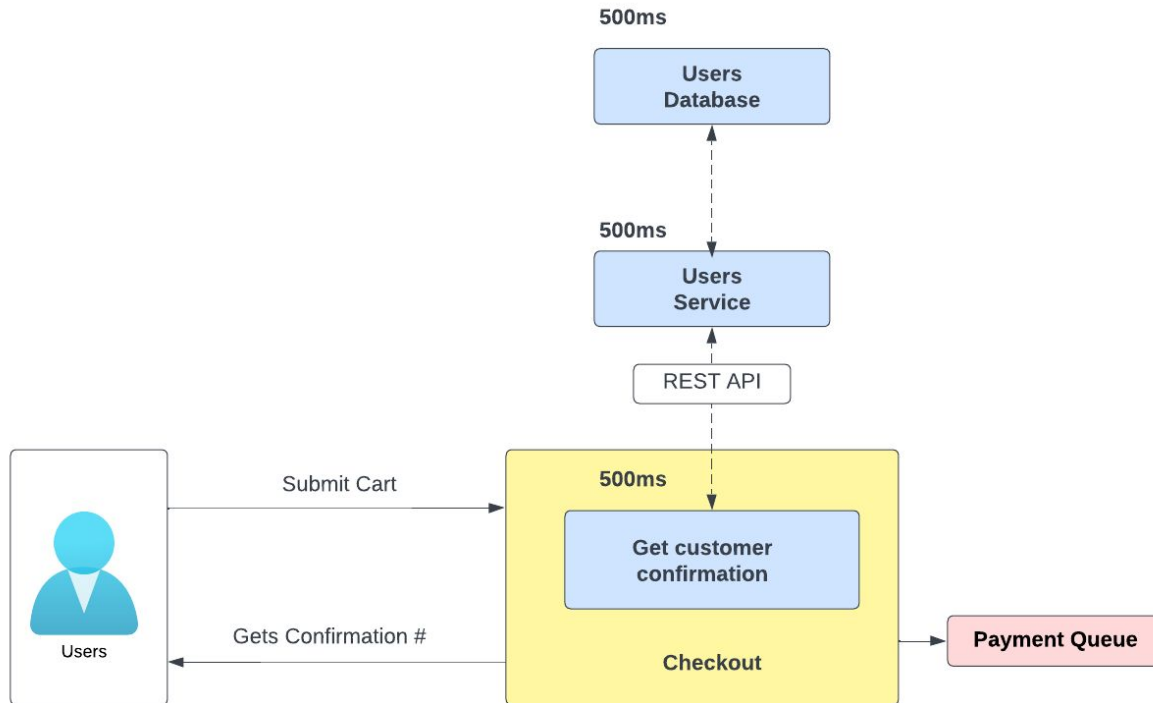 500ms
Users
Database
500ms
Users
Service
REST API
Submit Cart
500ms
Get customer
confirmation
Gets Confirmation #
Users
Checkout
Payment Queue